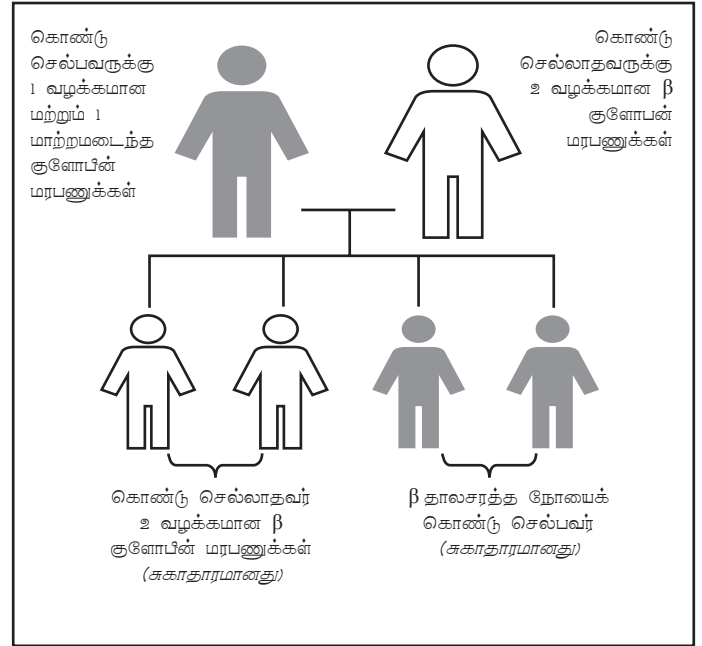 கொண்டு
செல்பவருக்கு
1 வழக்கமான
மற்றும் 1
மாற்றமடைந்த
குளோபீன்
மரபணுக்கள்
கொண்டு
செல்லாதவருக்கு
உ வழக்கமான β
குளோபன்
மரபணுக்கள்
கொண்டு செல்லாதவர்
உ வழக்கமான β
குளோபீன் மரபணுக்கள்
(சுகாதாரமானது)
β தாலசரத்த நோயைக்
கொண்டு செல்பவர்
(சுகாதாரமானது)